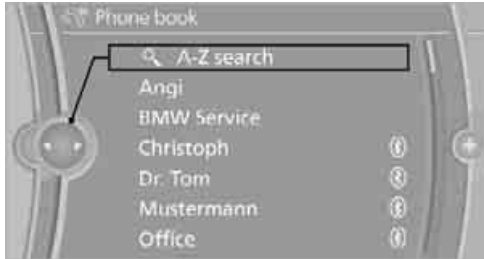 Phone book
A-Z search
Angi
BMW Service
Christoph
Dr. Tom
Mustermann
Office